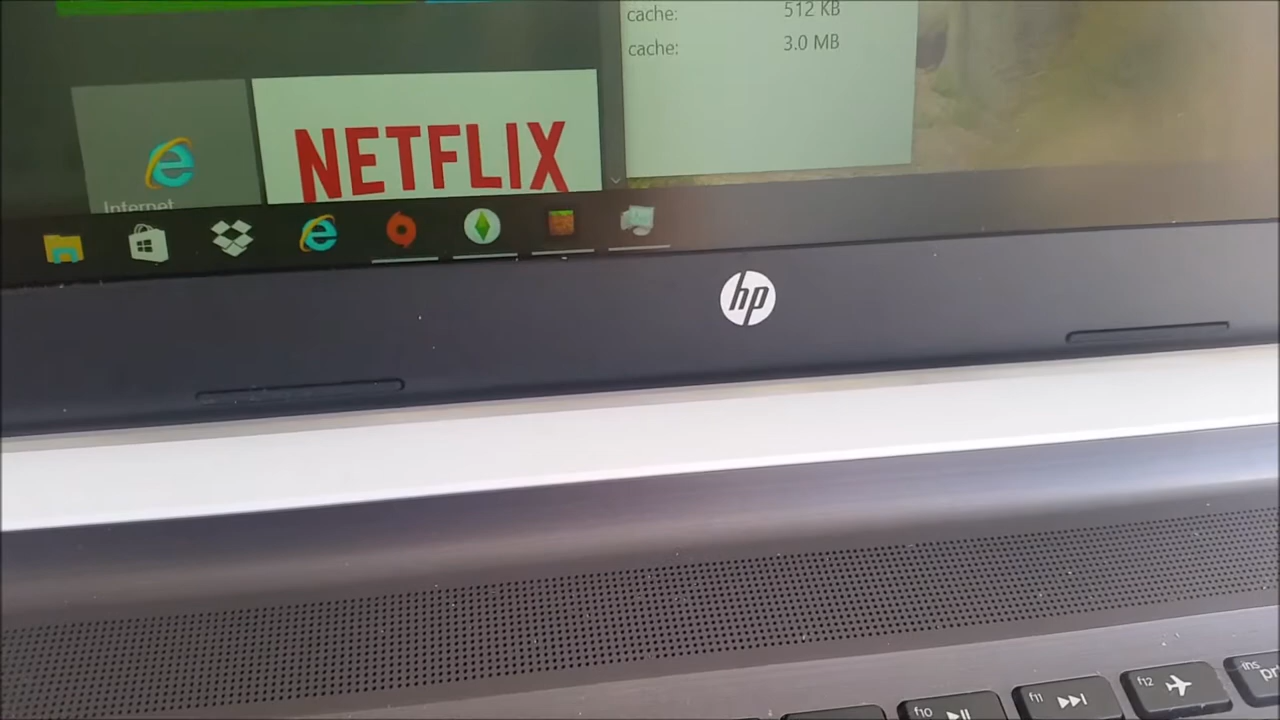 cache: 512 KB
cache: 3.0 MB
NETFLIX
Internet
hp
f10
f11
f12
ins